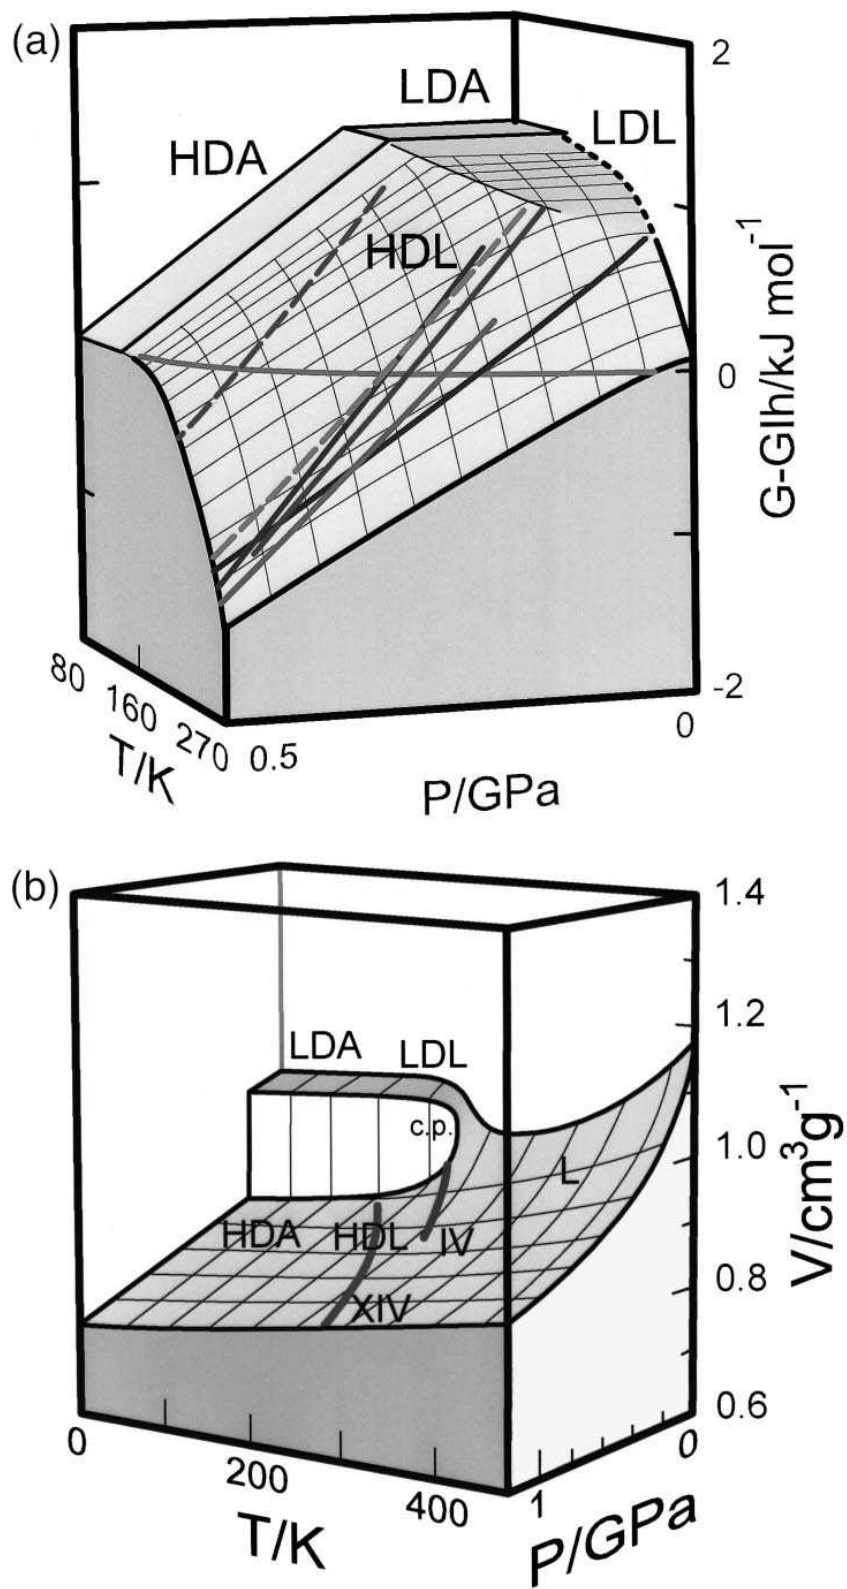 (a)
2
LDA
LDL
HDA
HDL
0
G-GIh/kJ mol-1
-2
80 160 270 0.5
0
T/K
P/GPa
(b)
1.4
1.2
LDA LDL
c.p.
1.0
L
HDA HDL IV
V/cm3g-1
0.8
XIV
0.6
0
200
400
1
0
T/K
P/GPa